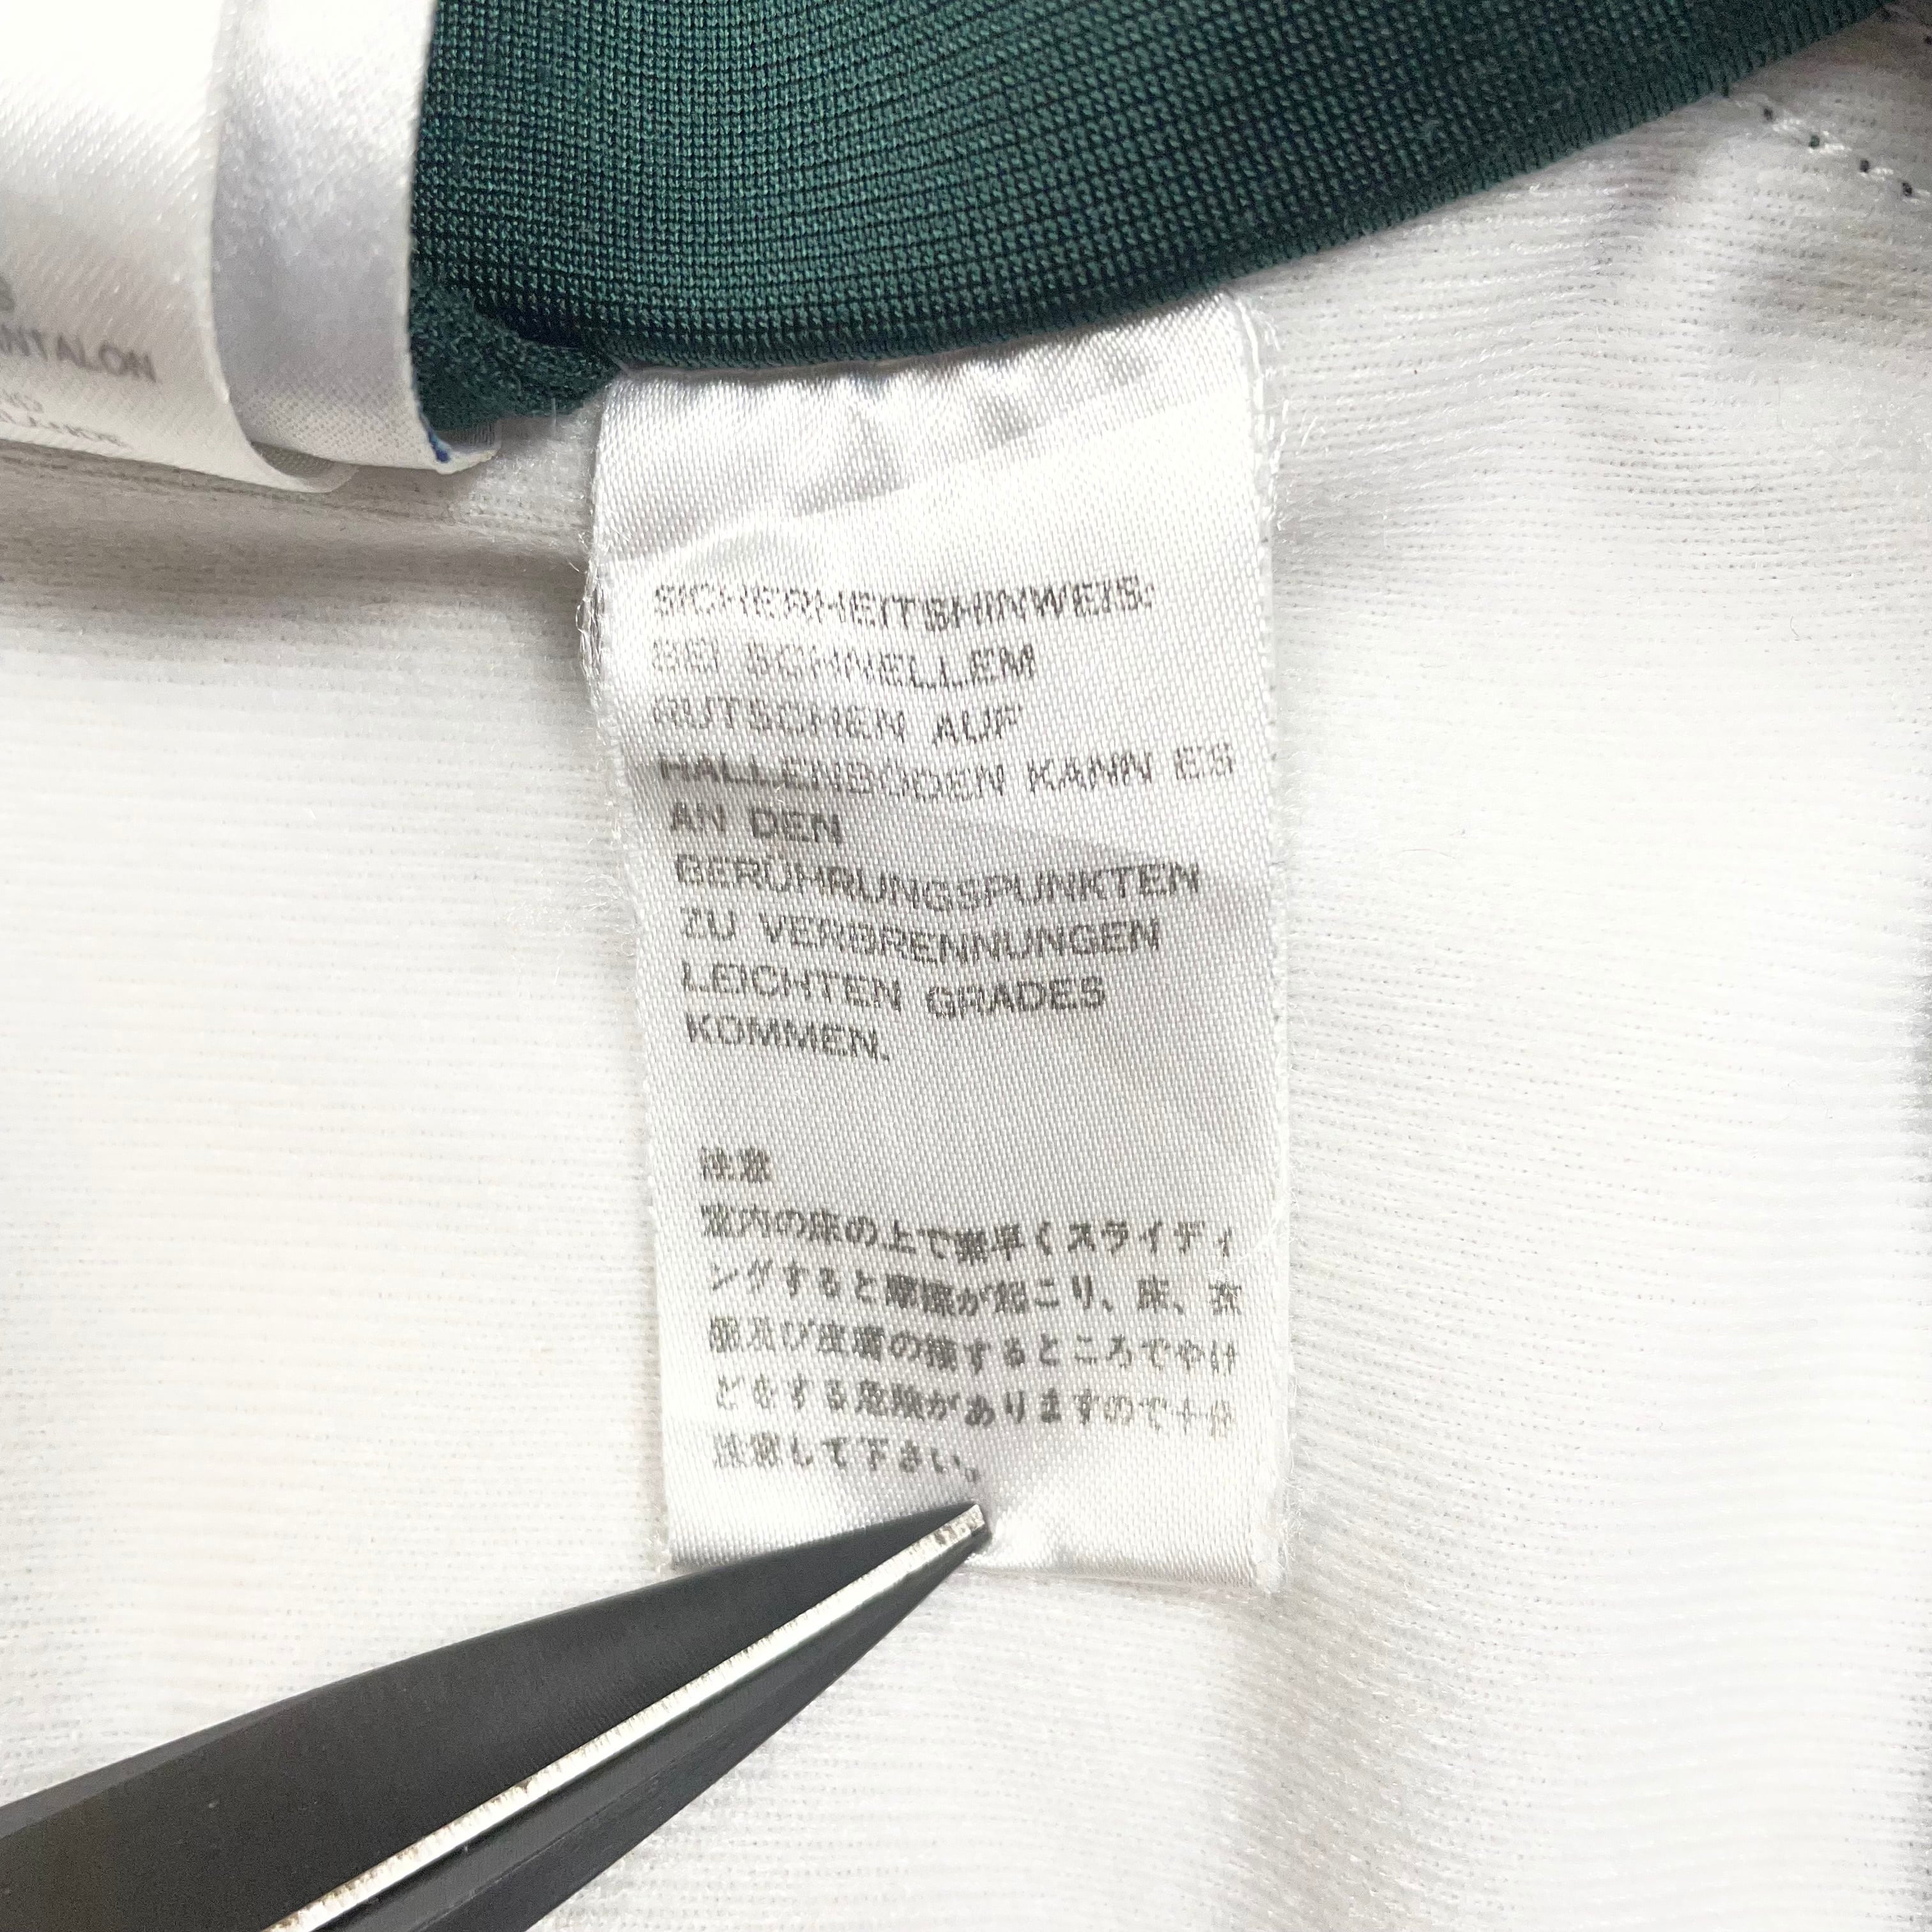 NTALON
SICHERHEITSHINWEIS:
BEI SCHNELLEM
RUTSCHEN AUF
HALLENBÖDEN KANN ES
AN DEN
BERÜHRUNGSPUNKTEN
ZU VERBRENNUNGEN
LEICHTEN GRADES
KOMMEN.
注意
室内の床の上で素早くスライディ
ングすると摩擦が起こり、床、衣
服及び皮膚の接するところでやけ
どをする危険がありますので十分
注意して下さい。